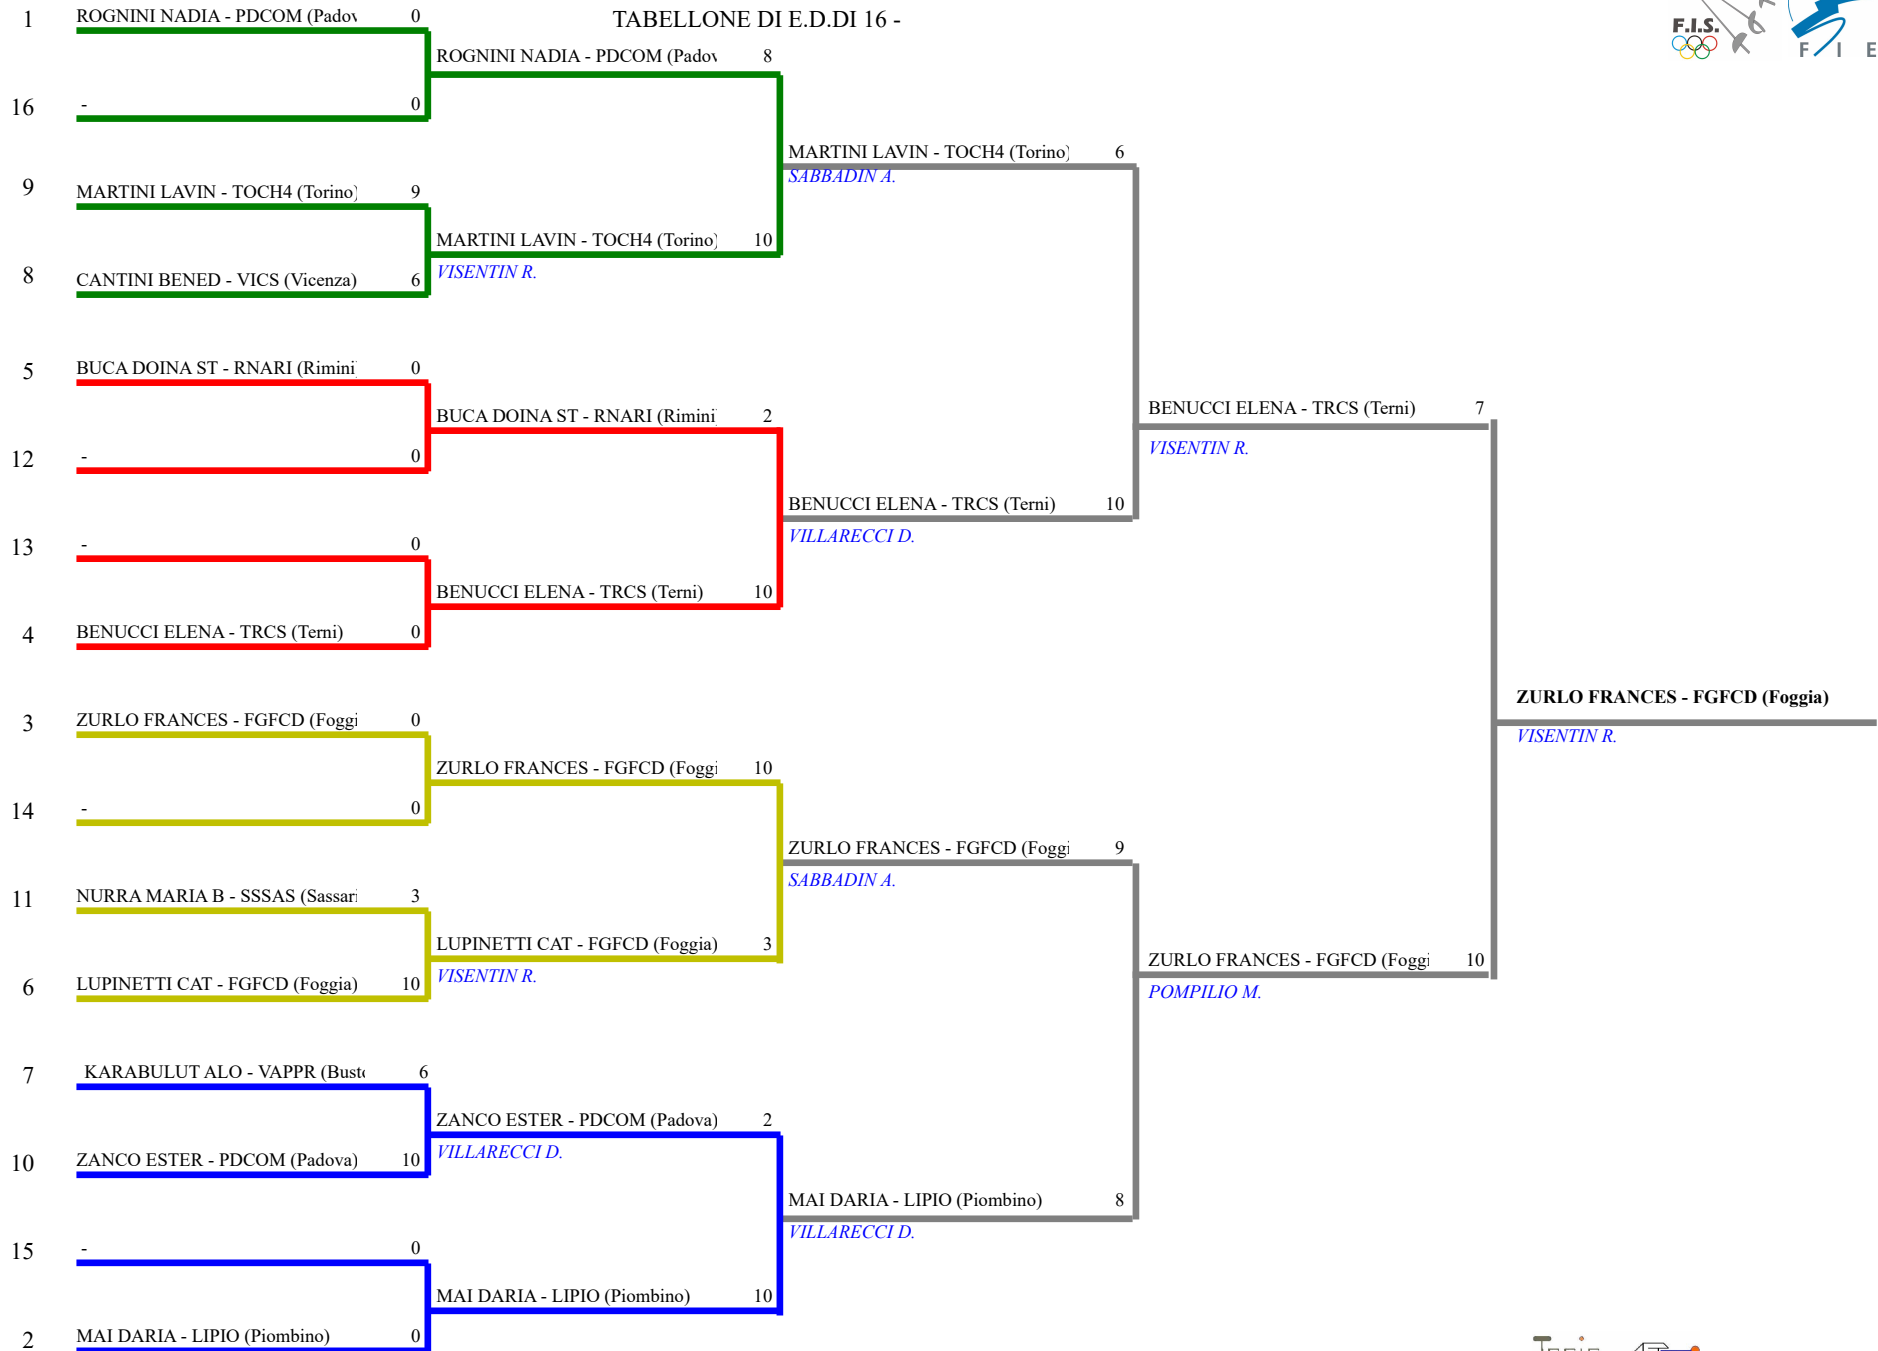 TABELLONE DI E.D.DI 16 -
F.I.S.
F I E
1 ROGNINI NADIA - PDCOM (Padov 0
ROGNINI NADIA - PDCOM (Padov 8
16 - 0
MARTINI LAVIN - TOCH4 (Torino) 6
SABBADIN A.
9 MARTINI LAVIN - TOCH4 (Torino) 9
MARTINI LAVIN - TOCH4 (Torino) 10
VISENTIN R.
8 CANTINI BENED - VICS (Vicenza) 6
5 BUCA DOINA ST - RNARI (Rimini 0
BUCA DOINA ST - RNARI (Rimini 2
BENUCCI ELENA - TRCS (Terni) 7
VISENTIN R.
12 - 0
BENUCCI ELENA - TRCS (Terni) 10
VILLARECCI D.
13 - 0
BENUCCI ELENA - TRCS (Terni) 10
4 BENUCCI ELENA - TRCS (Terni) 0
ZURLO FRANCES - FGFCD (Foggia)
VISENTIN R.
3 ZURLO FRANCES - FGFCD (Foggi 0
ZURLO FRANCES - FGFCD (Foggi 10
14 - 0
ZURLO FRANCES - FGFCD (Foggi 9
SABBADIN A.
11 NURRA MARIA B - SSSAS (Sassari 3
LUPINETTI CAT - FGFCD (Foggia) 3
VISENTIN R.
ZURLO FRANCES - FGFCD (Foggi 10
POMPILIO M.
6 LUPINETTI CAT - FGFCD (Foggia) 10
7 KARABULUT ALO - VAPPR (Busto 6
ZANCO ESTER - PDCOM (Padova) 2
VILLARECCI D.
10 ZANCO ESTER - PDCOM (Padova) 10
MAI DARIA - LIPIO (Piombino) 8
VILLARECCI D.
15 - 0
MAI DARIA - LIPIO (Piombino) 10
2 MAI DARIA - LIPIO (Piombino) 0